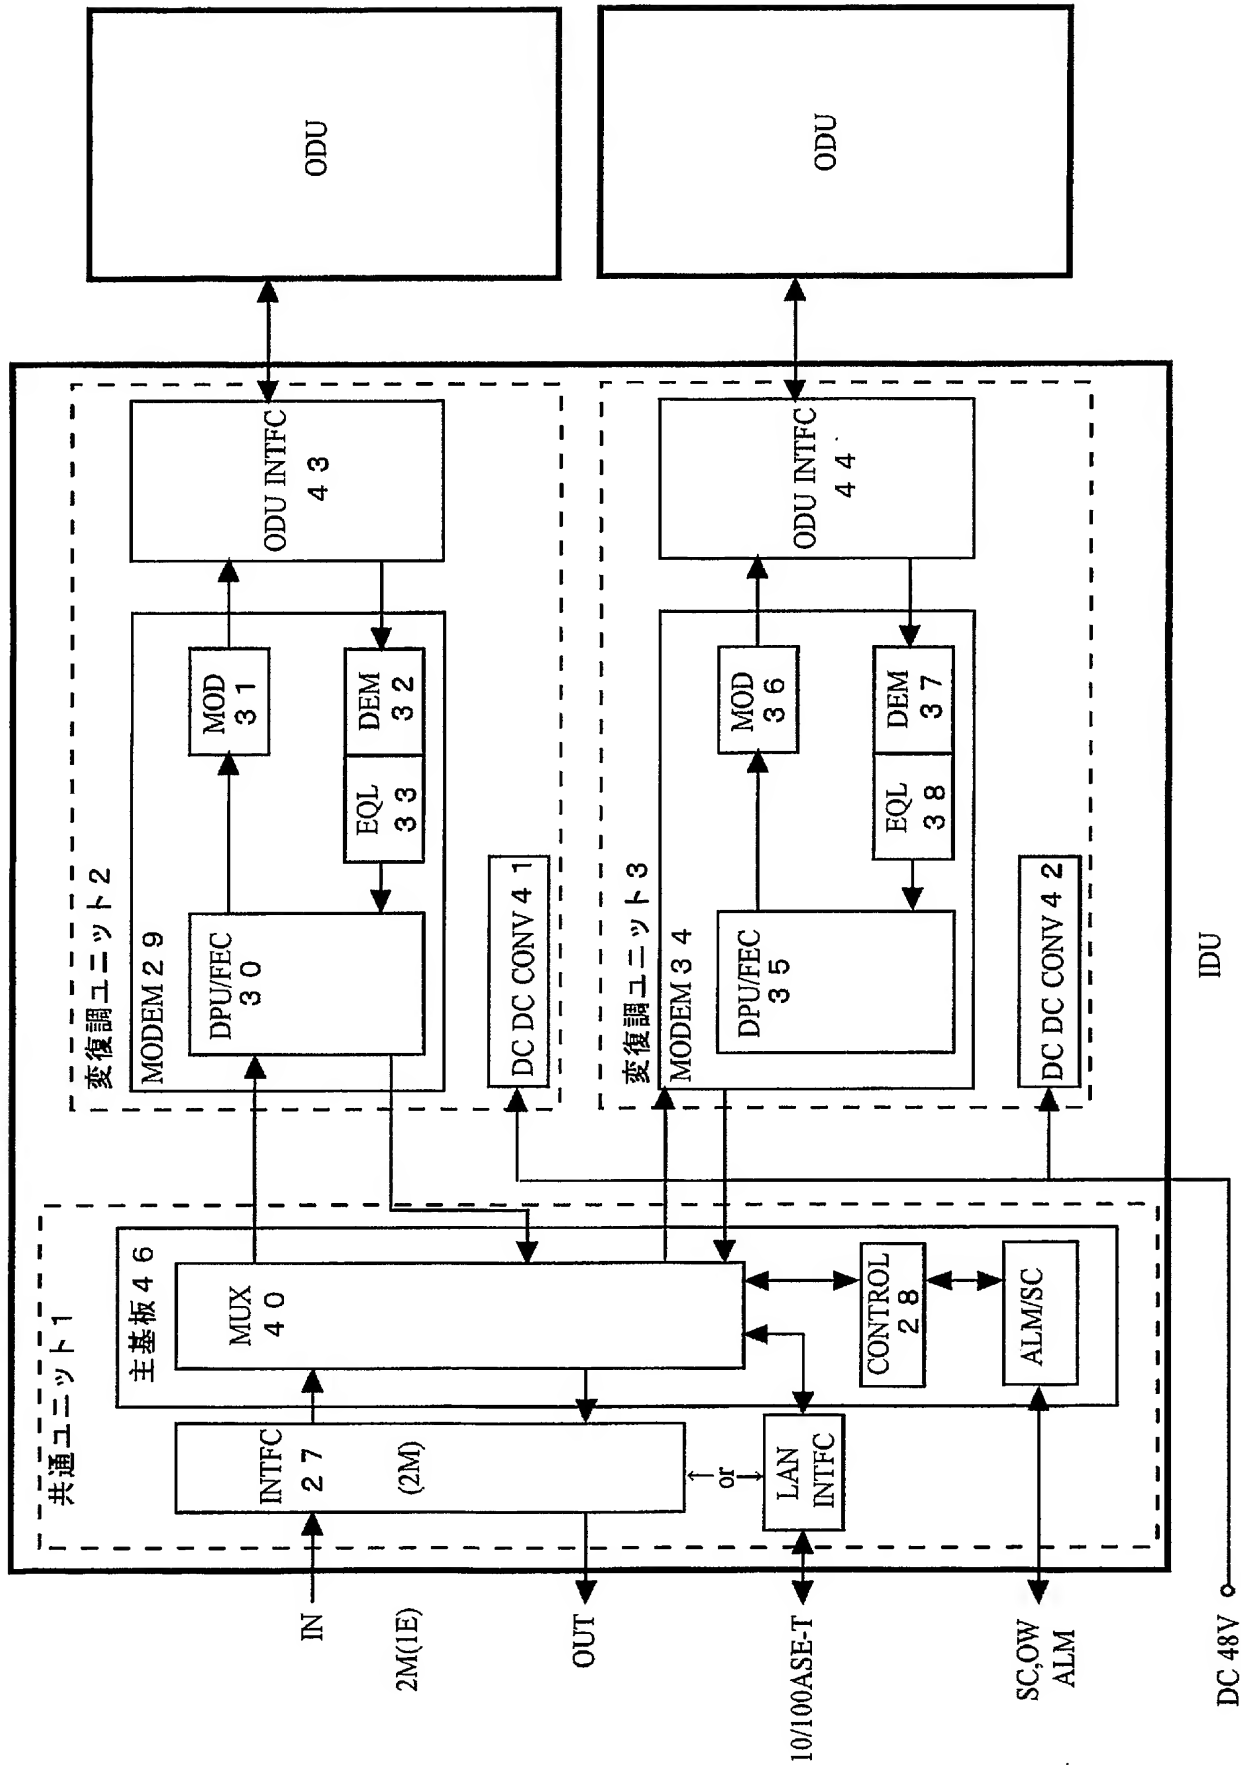 共通ユニット1
主基板46
INTFC
27
(2M)
MUX
40
IN
2M(1E)
OUT
or
LAN
INTFC
10/100ASE-T
CONTROL
28
ALM/SC
SC,OW
ALM
DC 48V
変復調ユニット2
MODEM 29
DPU/FEC
30
MOD
31
EQL
33
DEM
32
ODU INTFC
43
DC DC CONV 41
ODU
変復調ユニット3
MODEM 34
DPU/FEC
35
MOD
36
EQL
38
DEM
37
ODU INTFC
44
DC DC CONV 42
ODU
IDU